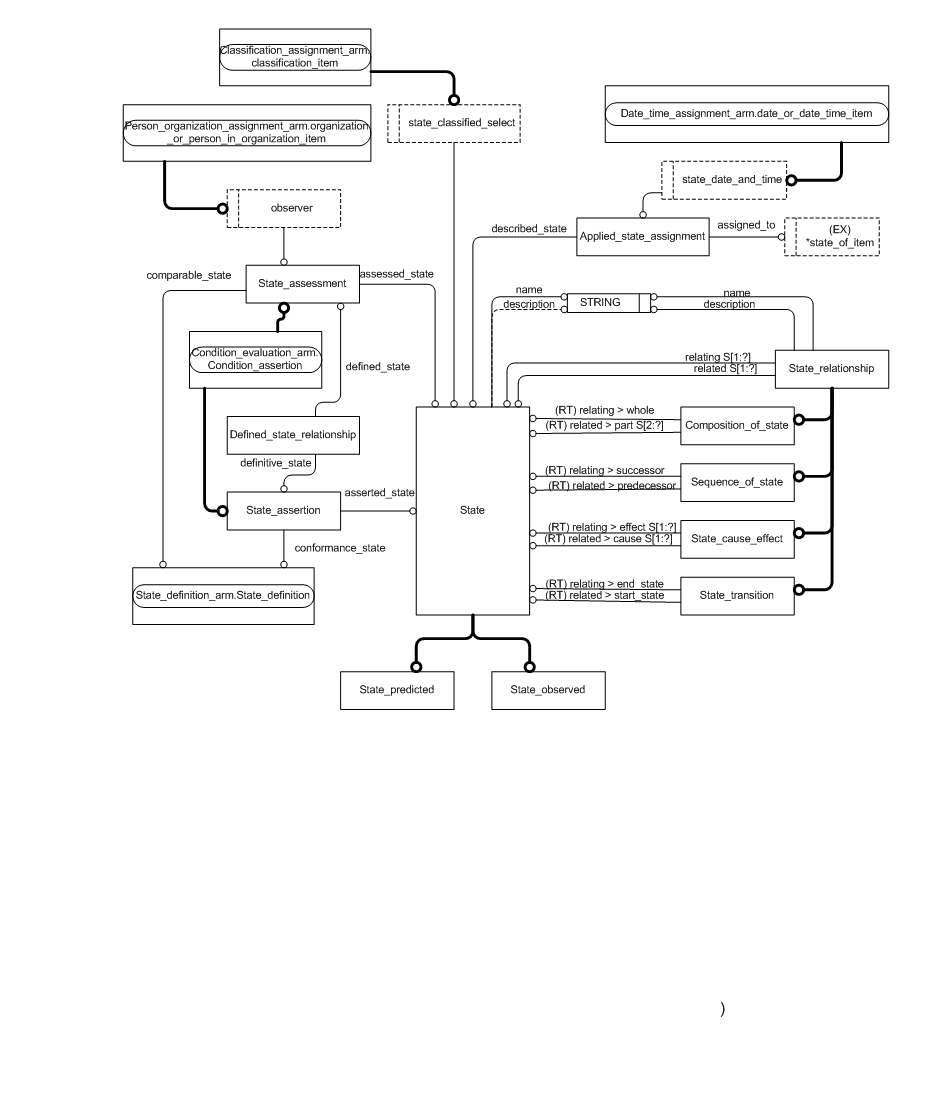 Classification_assignment_arm.
classification_item
Person_organization_assignment_arm.organization
_or_person_in_organization_item
state_classified_select
Date_time_assignment_arm.date_or_date_time_item
state_date_and_time
observer
described_state
Applied_state_assignment
assigned_to
(EX)
*state_of_item
comparable_state
State_assessment
assessed_state
name
description
STRING
name
description
Condition_evaluation_arm.
Condition_assertion
defined_state
relating S[1:?]
related S[1:?]
State_relationship
Defined_state_relationship
definitive_state
(RT) relating > whole
(RT) related > part S[2:?]
Composition_of_state
State_assertion
asserted_state
State
(RT) relating > successor
(RT) related > predecessor
Sequence_of_state
conformance_state
(RT) relating > effect S[1:?]
(RT) related > cause S[1:?]
State_cause_effect
State_definition_arm.State_definition
(RT) relating > end_state
(RT) related > start_state
State_transition
State_predicted
State_observed
)